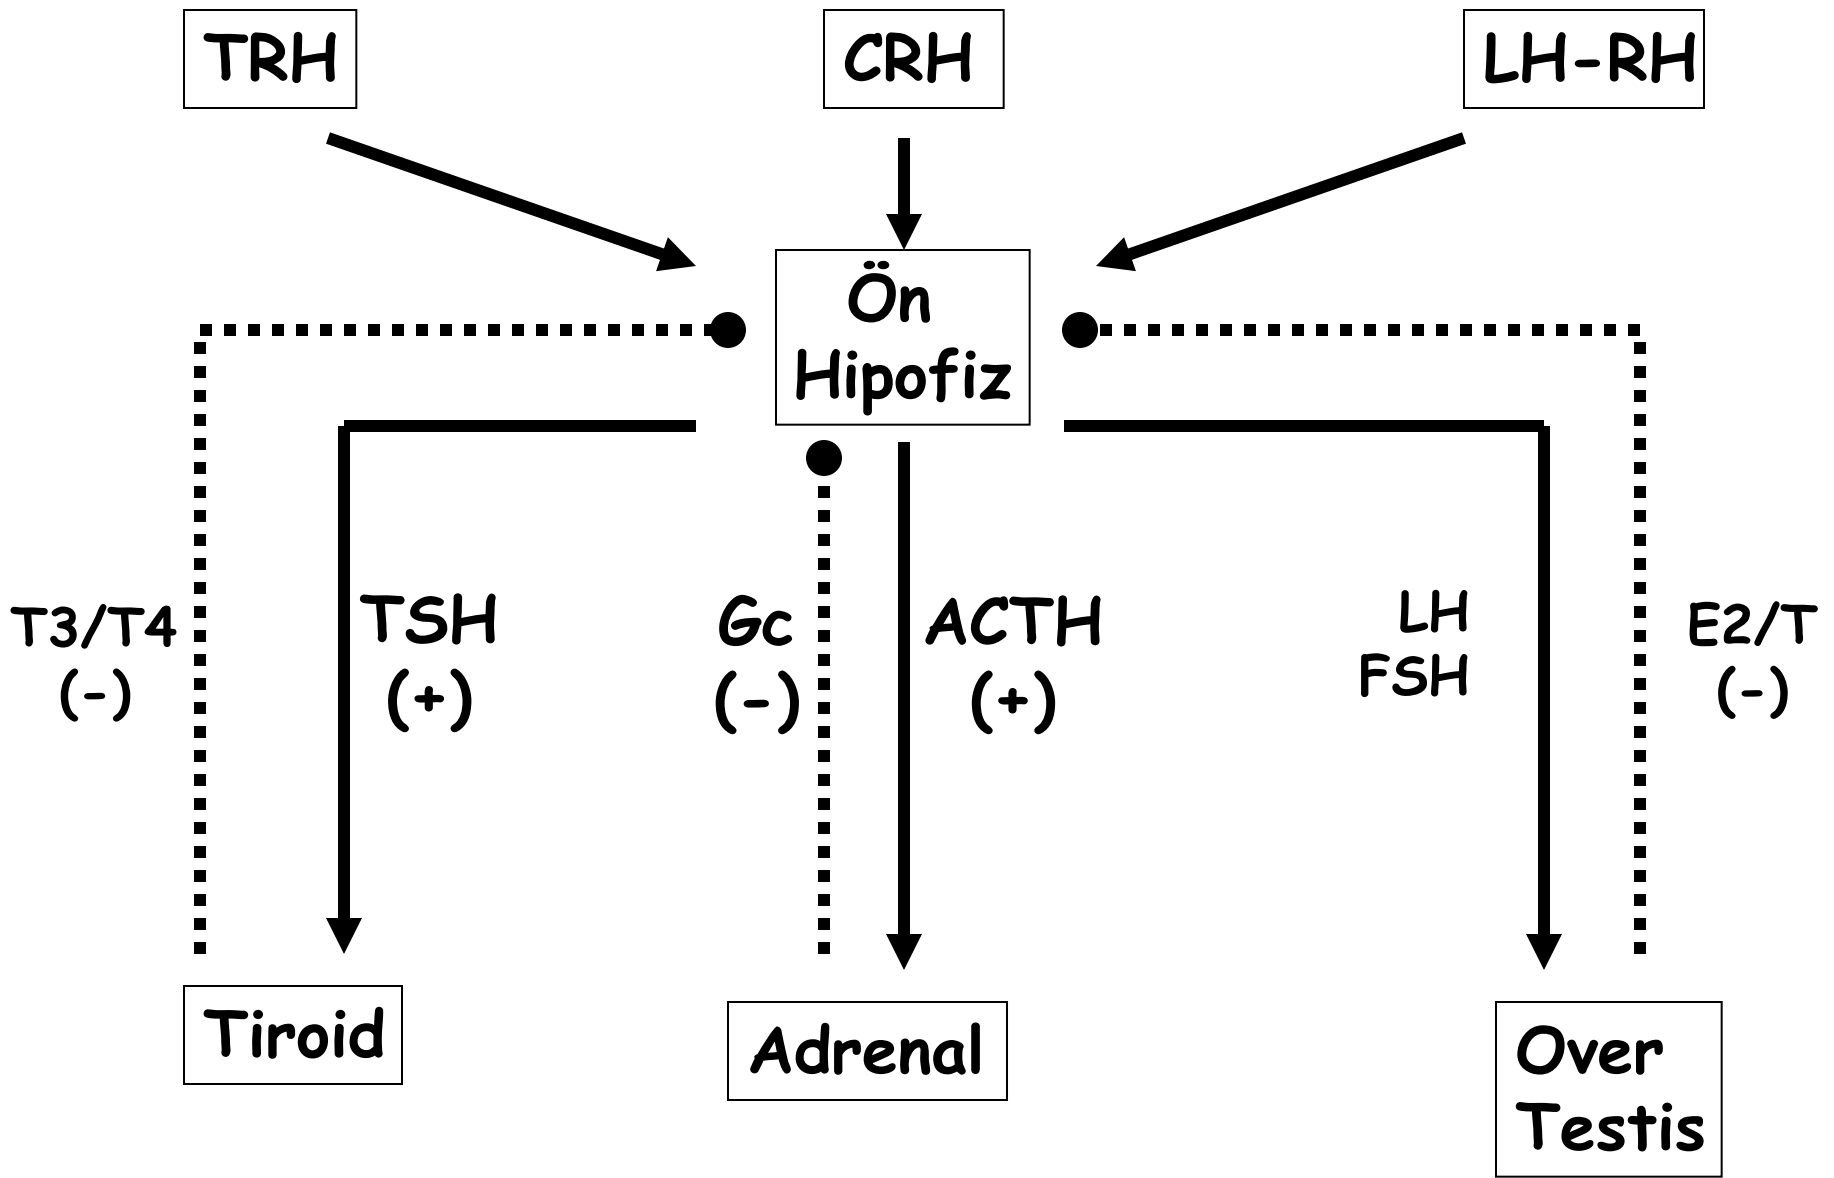 TRH
CRH
LH-RH
Ön
Hipofiz
T3/T4
(-)
TSH
(+)
Gc
(-)
ACTH
(+)
LH
FSH
E2/T
(-)
Tiroid
Adrenal
Over
Testis